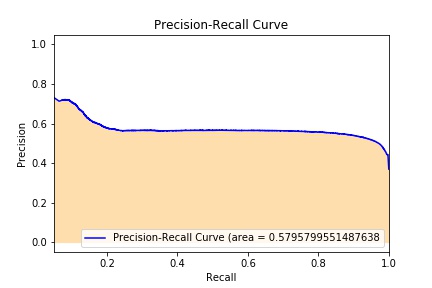 Precision-Recall Curve
1.0
0.8
0.6
0.4
0.2
0.0
Precision
Precision-Recall Curve (area = 0.5795799551487638
0.2 0.4 0.6 0.8 1.0
Recall